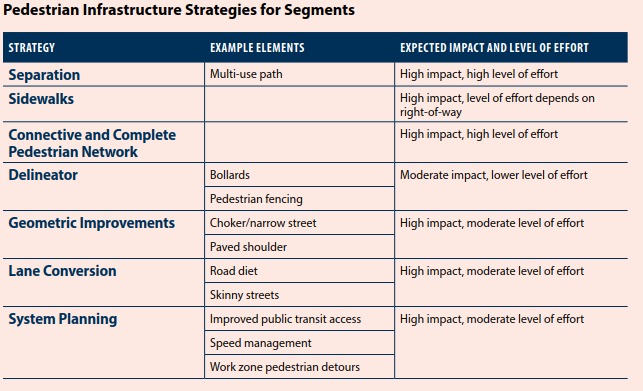 Pedestrian Infrastructure Strategies for Segments
STRATEGY EXAMPLE ELEMENTS EXPECTED IMPACT AND LEVEL OF EFFORT
Separation Multi-use path High impact, high level of effort
Sidewalks High impact, level of effort depends on
right-of-way
Connective and Complete High impact, high level of effort
Pedestrian Network
Delineator Bollards Moderate impact, lower level of effort
Pedestrian fencing
Geometric Improvements Choker/narrow street High impact, moderate level of effort
Paved shoulder
Lane Conversion Road diet High impact, moderate level of effort
Skinny streets
System Planning Improved public transit access High impact, moderate level of effort
Speed management
Work zone pedestrian detours